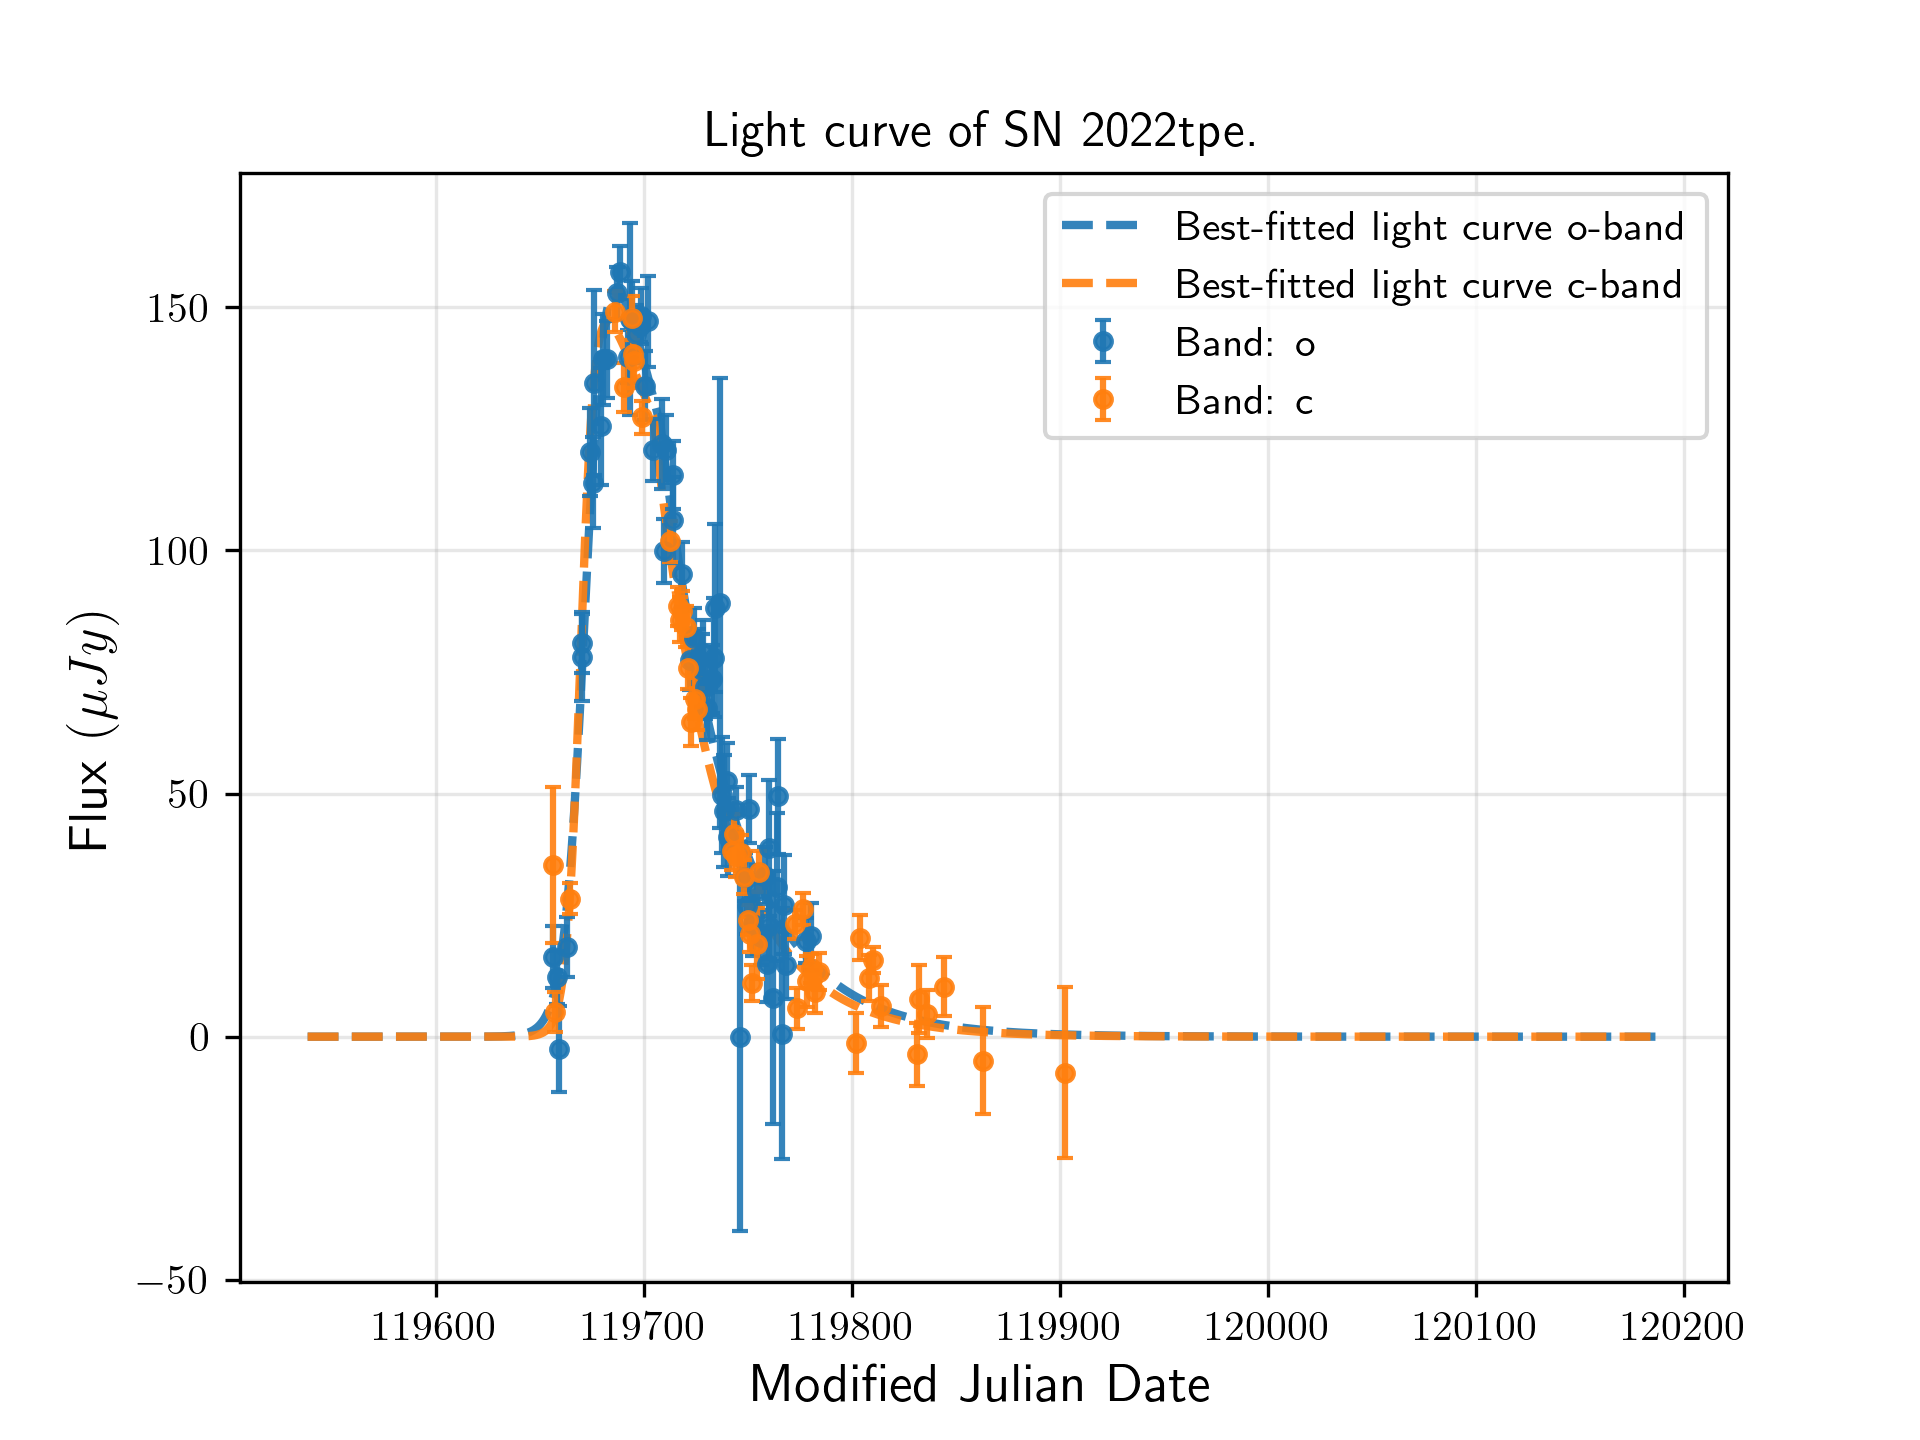 Light curve of SN 2022tpe.
Best-fitted light curve o-band
Best-fitted light curve c-band
Band: o
Band: c
150
100
50
0
−50
Flux (μJy)
119600 119700 119800 119900 120000 120100 120200
Modified Julian Date